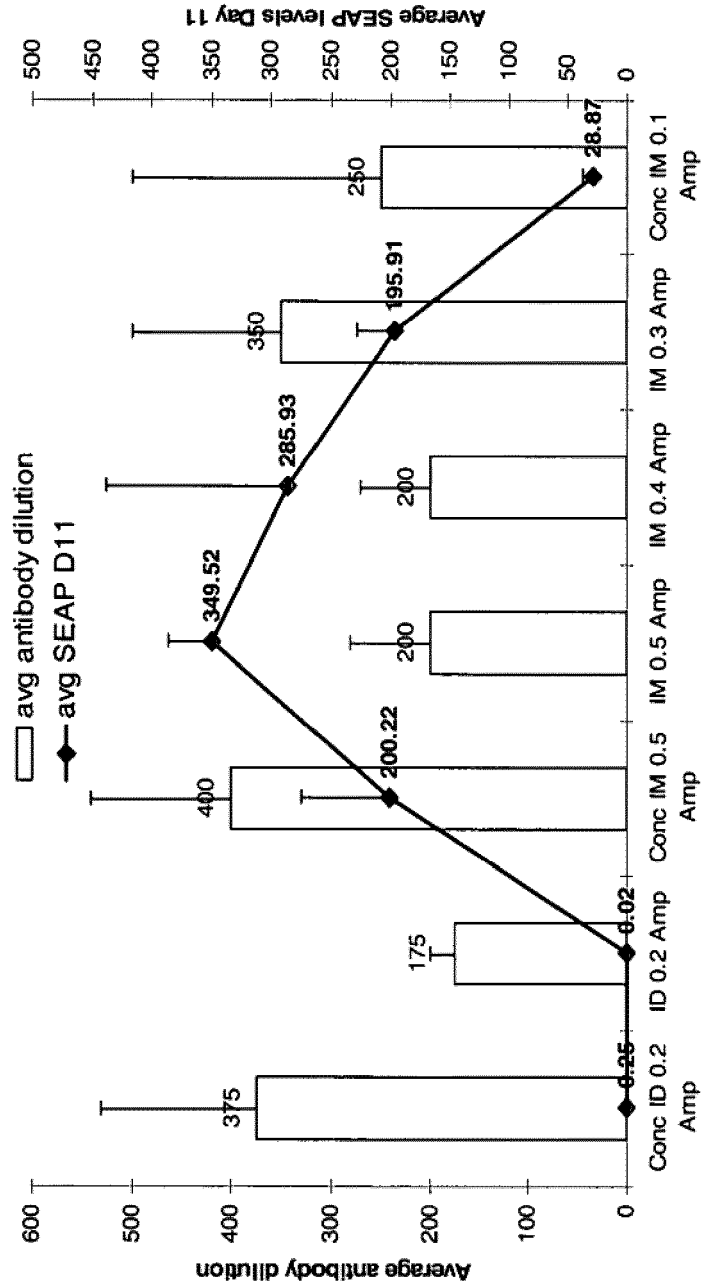 avg antibody dilution
avg SEAP D11
Average antibody dilution
600
500
400
300
200
100
0
Average SEAP levels Day 11
500
450
400
350
300
250
200
150
100
50
0
375
175
400
200
200
350
250
0.25
0.02
200.22
349.52
285.93
195.91
28.87
Conc ID 0.2
Amp
ID 0.2 Amp
Conc IM 0.5
Amp
IM 0.5 Amp
IM 0.4 Amp
IM 0.3 Amp
Conc IM 0.1
Amp